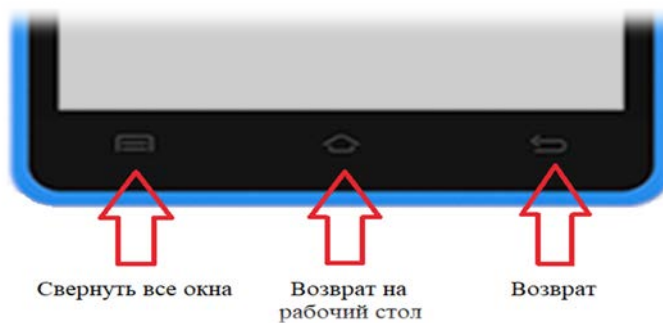 Свернуть все окна
Возврат на
рабочий стол
Возврат